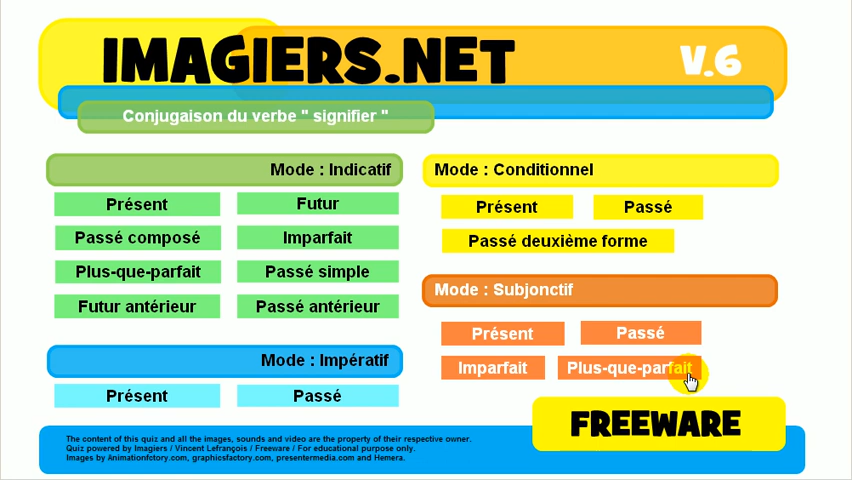 IMAGIERS.NET
V.6
Conjugaison du verbe " signifier "
Mode : Indicatif
Présent
Futur
Passé composé
Imparfait
Plus-que-parfait
Passé simple
Futur antérieur
Passé antérieur
Mode : Impératif
Présent
Passé
Mode : Conditionnel
Présent
Passé
Passé deuxième forme
Mode : Subjonctif
Présent
Passé
Imparfait
Plus-que-parfait
FREEWARE
The content of this quiz and all the images, sounds and video are the property of their respective owner.
Quiz powered by Imagiers / Vincent Lefrançois / Freeware / For educational purpose only.
Images by Animationfctory.com, graphicsfactory.com, presentermedia.com and Hemera.